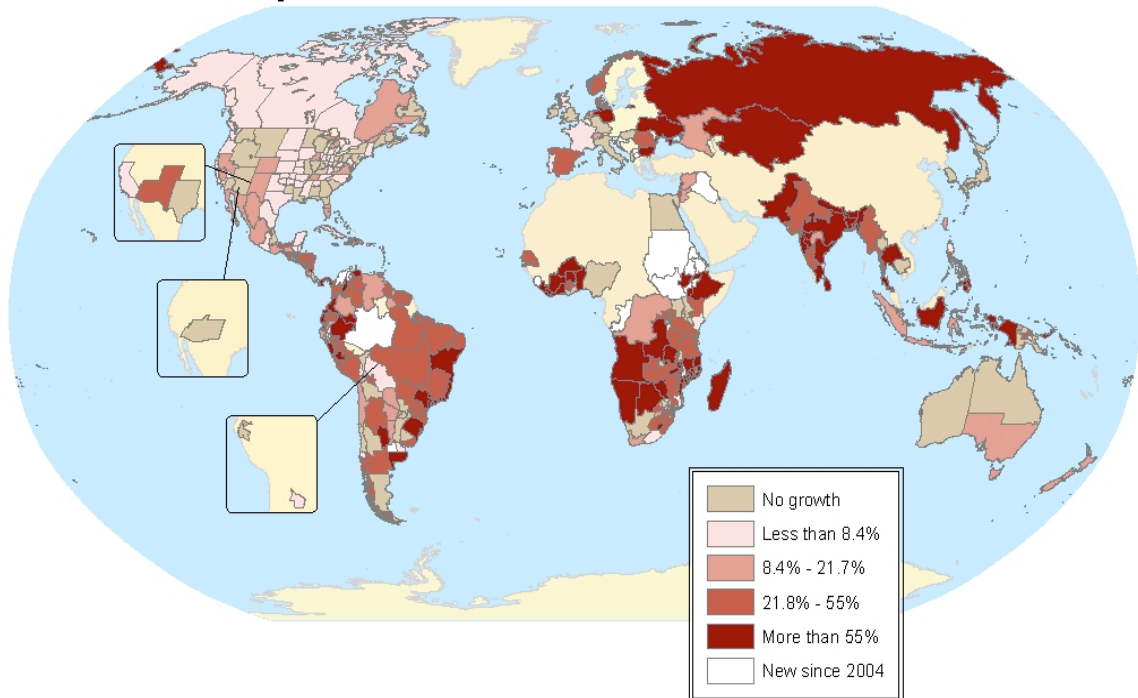 No growth
Less than 8.4%
8.4% - 21.7%
21.8% - 55%
More than 55%
New since 2004